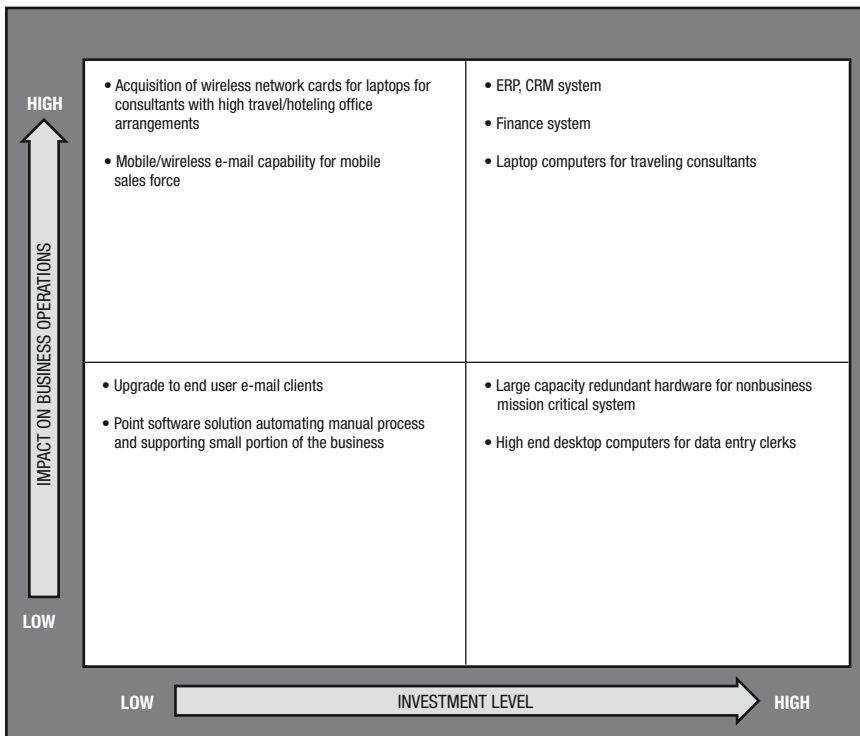 HIGH
• Acquisition of wireless network cards for laptops for
consultants with high travel/hoteling office
arrangements
• Mobile/wireless e-mail capability for mobile
sales force
• ERP, CRM system
• Finance system
• Laptop computers for traveling consultants
IMPACT ON BUSINESS OPERATIONS
• Upgrade to end user e-mail clients
• Point software solution automating manual process
and supporting small portion of the business
• Large capacity redundant hardware for nonbusiness
mission critical system
• High end desktop computers for data entry clerks
LOW
LOW
INVESTMENT LEVEL
HIGH